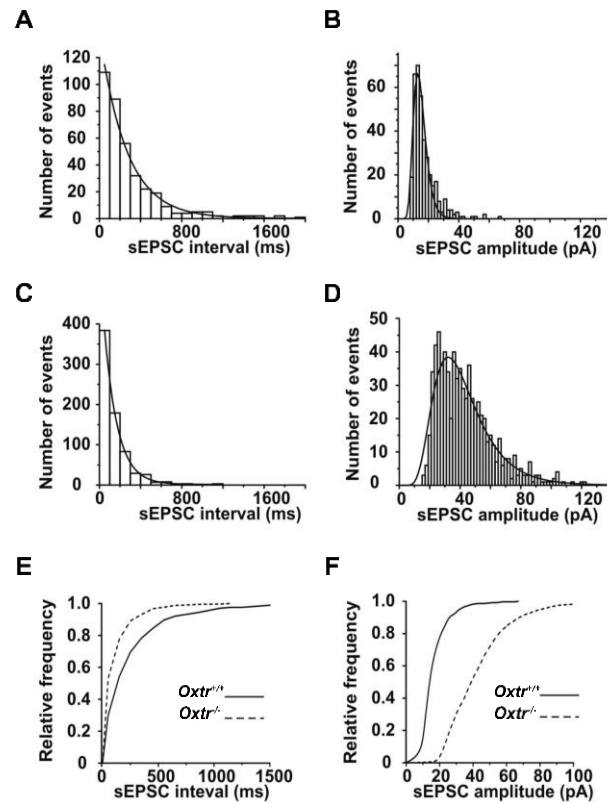 A
B
Number of events
120
100
80
60
40
20
0
800
1600
sEPSC interval (ms)
Number of events
60
40
20
0
0
40
80
120
sEPSC amplitude (pA)
C
D
Number of events
400
300
200
100
0
0
800
1600
sEPSC interval (ms)
Number of events
50
40
30
20
10
0
0
40
80
120
sEPSC amplitude (pA)
E
F
Relative frequency
1.0
0.8
0.6
0.4
0.2
0.0
0
500
1000
1500
sEPSC inteval (ms)
Oxtr+/+
Oxtr-/-
Relative frequency
1.0
0.8
0.6
0.4
0.2
0
0
20
40
60
80
100
sEPSC amplitude (pA)
Oxtr+/+
Oxtr-/-